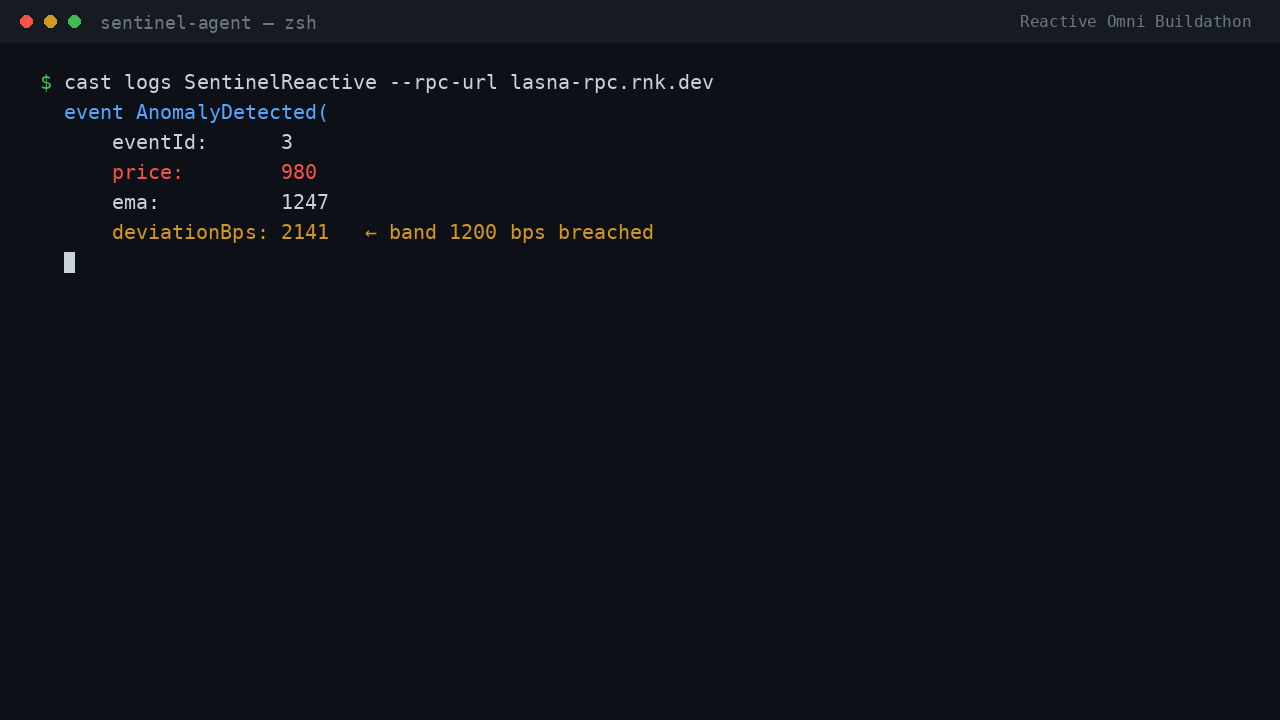 sentinel-agent — zsh
Reactive Omni Buildathon
$ cast logs SentinelReactive --rpc-url lasna-rpc.rnk.dev
event AnomalyDetected(
eventId: 3
price: 980
ema: 1247
deviationBps: 2141 ← band 1200 bps breached